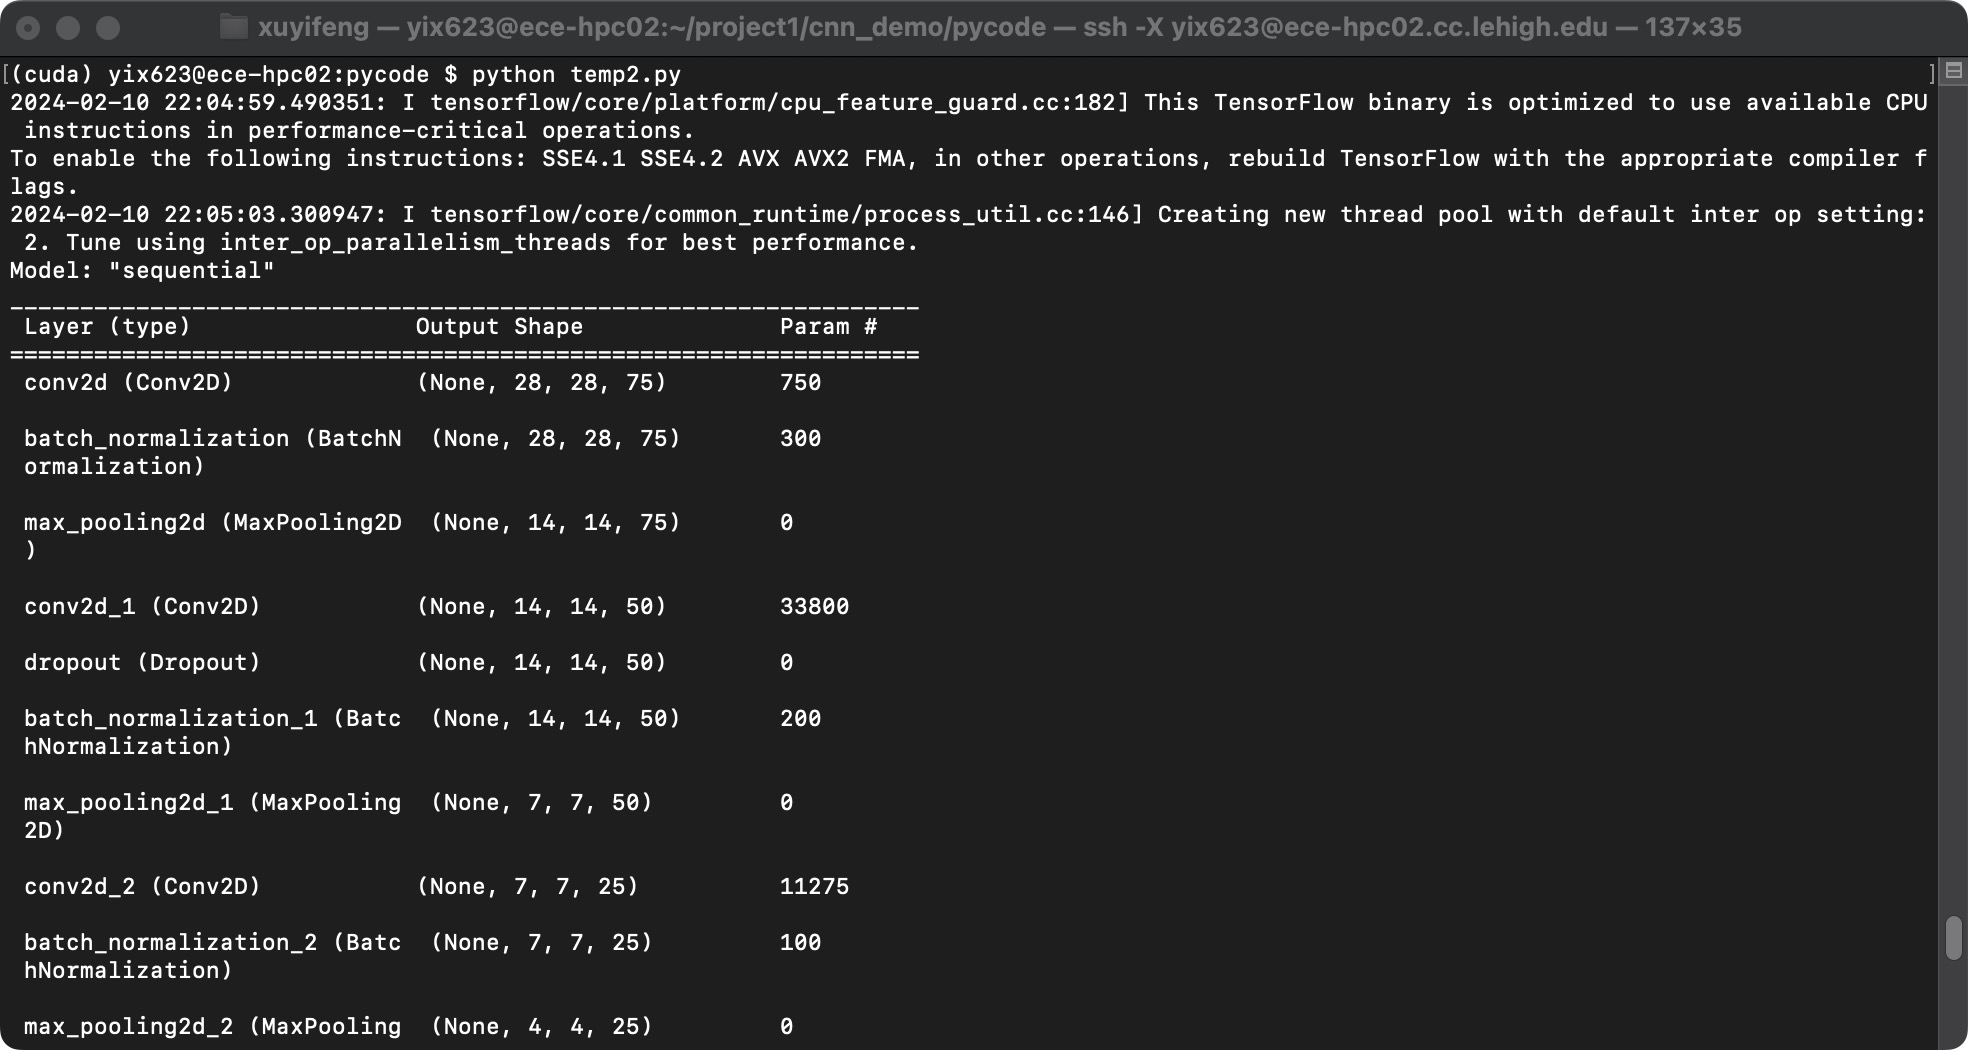 xuyifeng — yix623@ece-hpc02:~/project1/cnn_demo/pycode — ssh -X yix623@ece-hpc02.cc.lehigh.edu — 137×35
[(cuda) yix623@ece-hpc02:pycode $ python temp2.py ]
2024-02-10 22:04:59.490351: I tensorflow/core/platform/cpu_feature_guard.cc:182] This TensorFlow binary is optimized to use available CPU
 instructions in performance-critical operations.
To enable the following instructions: SSE4.1 SSE4.2 AVX AVX2 FMA, in other operations, rebuild TensorFlow with the appropriate compiler f
lags.
2024-02-10 22:05:03.300947: I tensorflow/core/common_runtime/process_util.cc:146] Creating new thread pool with default inter op setting:
 2. Tune using inter_op_parallelism_threads for best performance.
Model: "sequential"
_________________________________________________________________
 Layer (type)                Output Shape              Param #
=================================================================
 conv2d (Conv2D)             (None, 28, 28, 75)        750
 batch_normalization (BatchN  (None, 28, 28, 75)       300
 ormalization)
 max_pooling2d (MaxPooling2D  (None, 14, 14, 75)       0
 )
 conv2d_1 (Conv2D)           (None, 14, 14, 50)        33800
 dropout (Dropout)           (None, 14, 14, 50)        0
 batch_normalization_1 (Batc  (None, 14, 14, 50)       200
 hNormalization)
 max_pooling2d_1 (MaxPooling  (None, 7, 7, 50)         0
 2D)
 conv2d_2 (Conv2D)           (None, 7, 7, 25)          11275
 batch_normalization_2 (Batc  (None, 7, 7, 25)         100
 hNormalization)
 max_pooling2d_2 (MaxPooling  (None, 4, 4, 25)         0